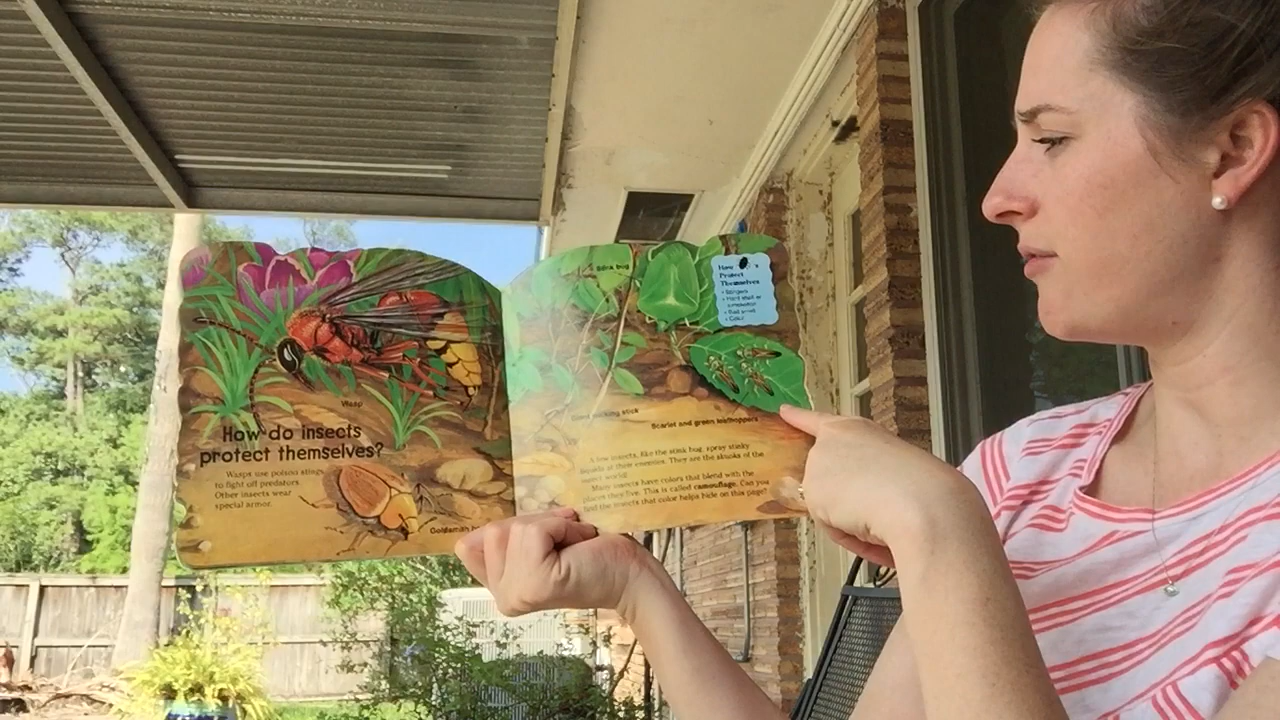 Wasp
How do insects
protect themselves?
Wasps use poison stings
to fight off predators.
Other insects wear
special armor.
Goldsmith
Stink bug
How
Protect
Themselves
• Stingers
• Hard shell or
• Bad smell
• Color
Giant walking stick
Scarlet and green leafhoppers
A few insects, like the stink bug, spray stinky
liquids at their enemies. They are the skunks of the
insect world!
Many insects have colors that blend with the
places they live. This is called camouflage. Can you
find the insects that color helps hide on this page?